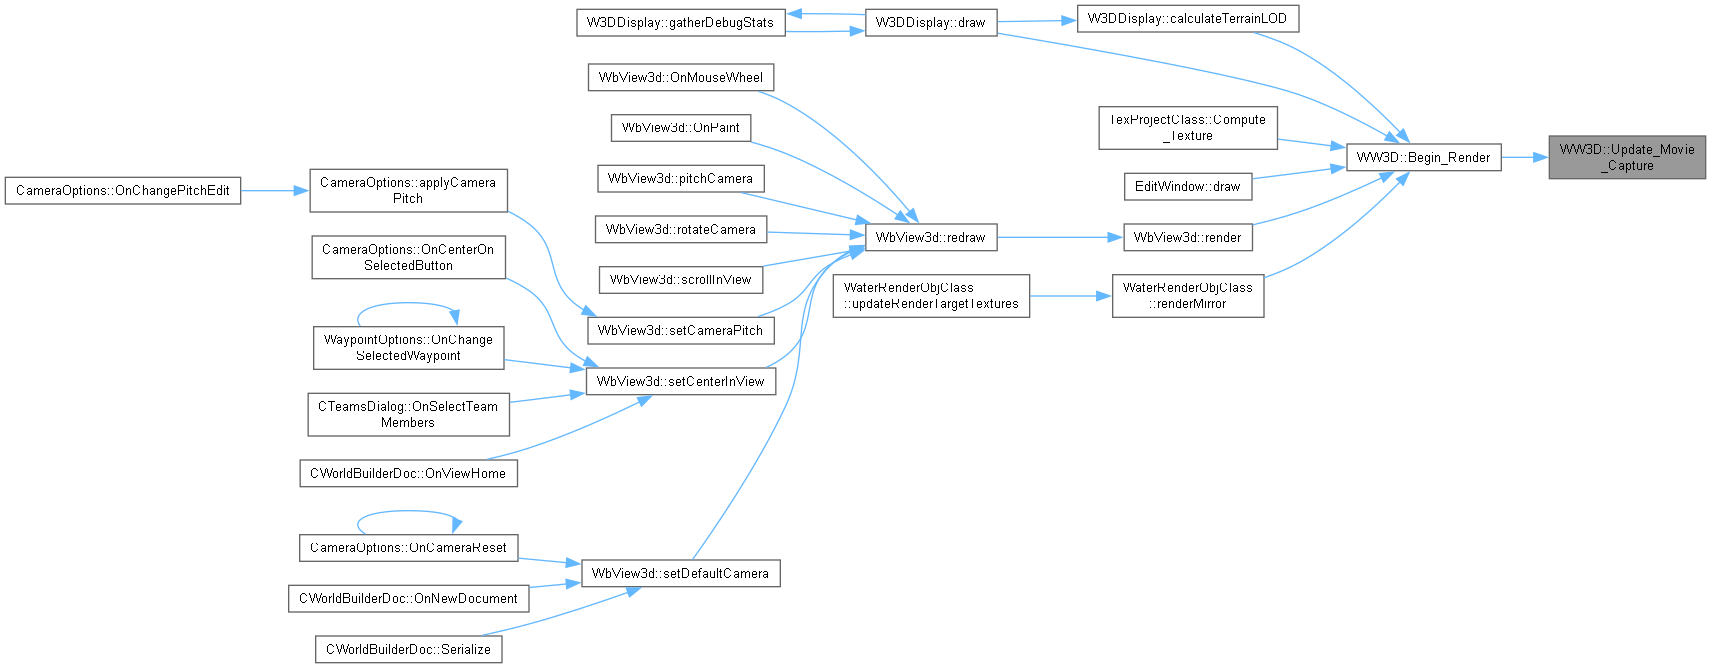 W3DDisplay::gatherDebugStats
W3DDisplay::draw
W3DDisplay::calculateTerrainLOD
WbView3d::OnMouseWheel
WbView3d::OnPaint
TexProjectClass::Compute
_Texture
WW3D::Begin_Render
WW3D::Update_Movie
_Capture
CameraOptions::OnChangePitchEdit
CameraOptions::applyCamera
Pitch
WbView3d::pitchCamera
EditWindow::draw
WbView3d::rotateCamera
WbView3d::redraw
WbView3d::render
CameraOptions::OnCenterOn
SelectedButton
WbView3d::scrollInView
WaterRenderObjClass
::updateRenderTargetTextures
WaterRenderObjClass
::renderMirror
WbView3d::setCameraPitch
WaypointOptions::OnChange
SelectedWaypoint
WbView3d::setCenterInView
CTeamsDialog::OnSelectTeam
Members
CWorldBuilderDoc::OnViewHome
CameraOptions::OnCameraReset
WbView3d::setDefaultCamera
CWorldBuilderDoc::OnNewDocument
CWorldBuilderDoc::Serialize